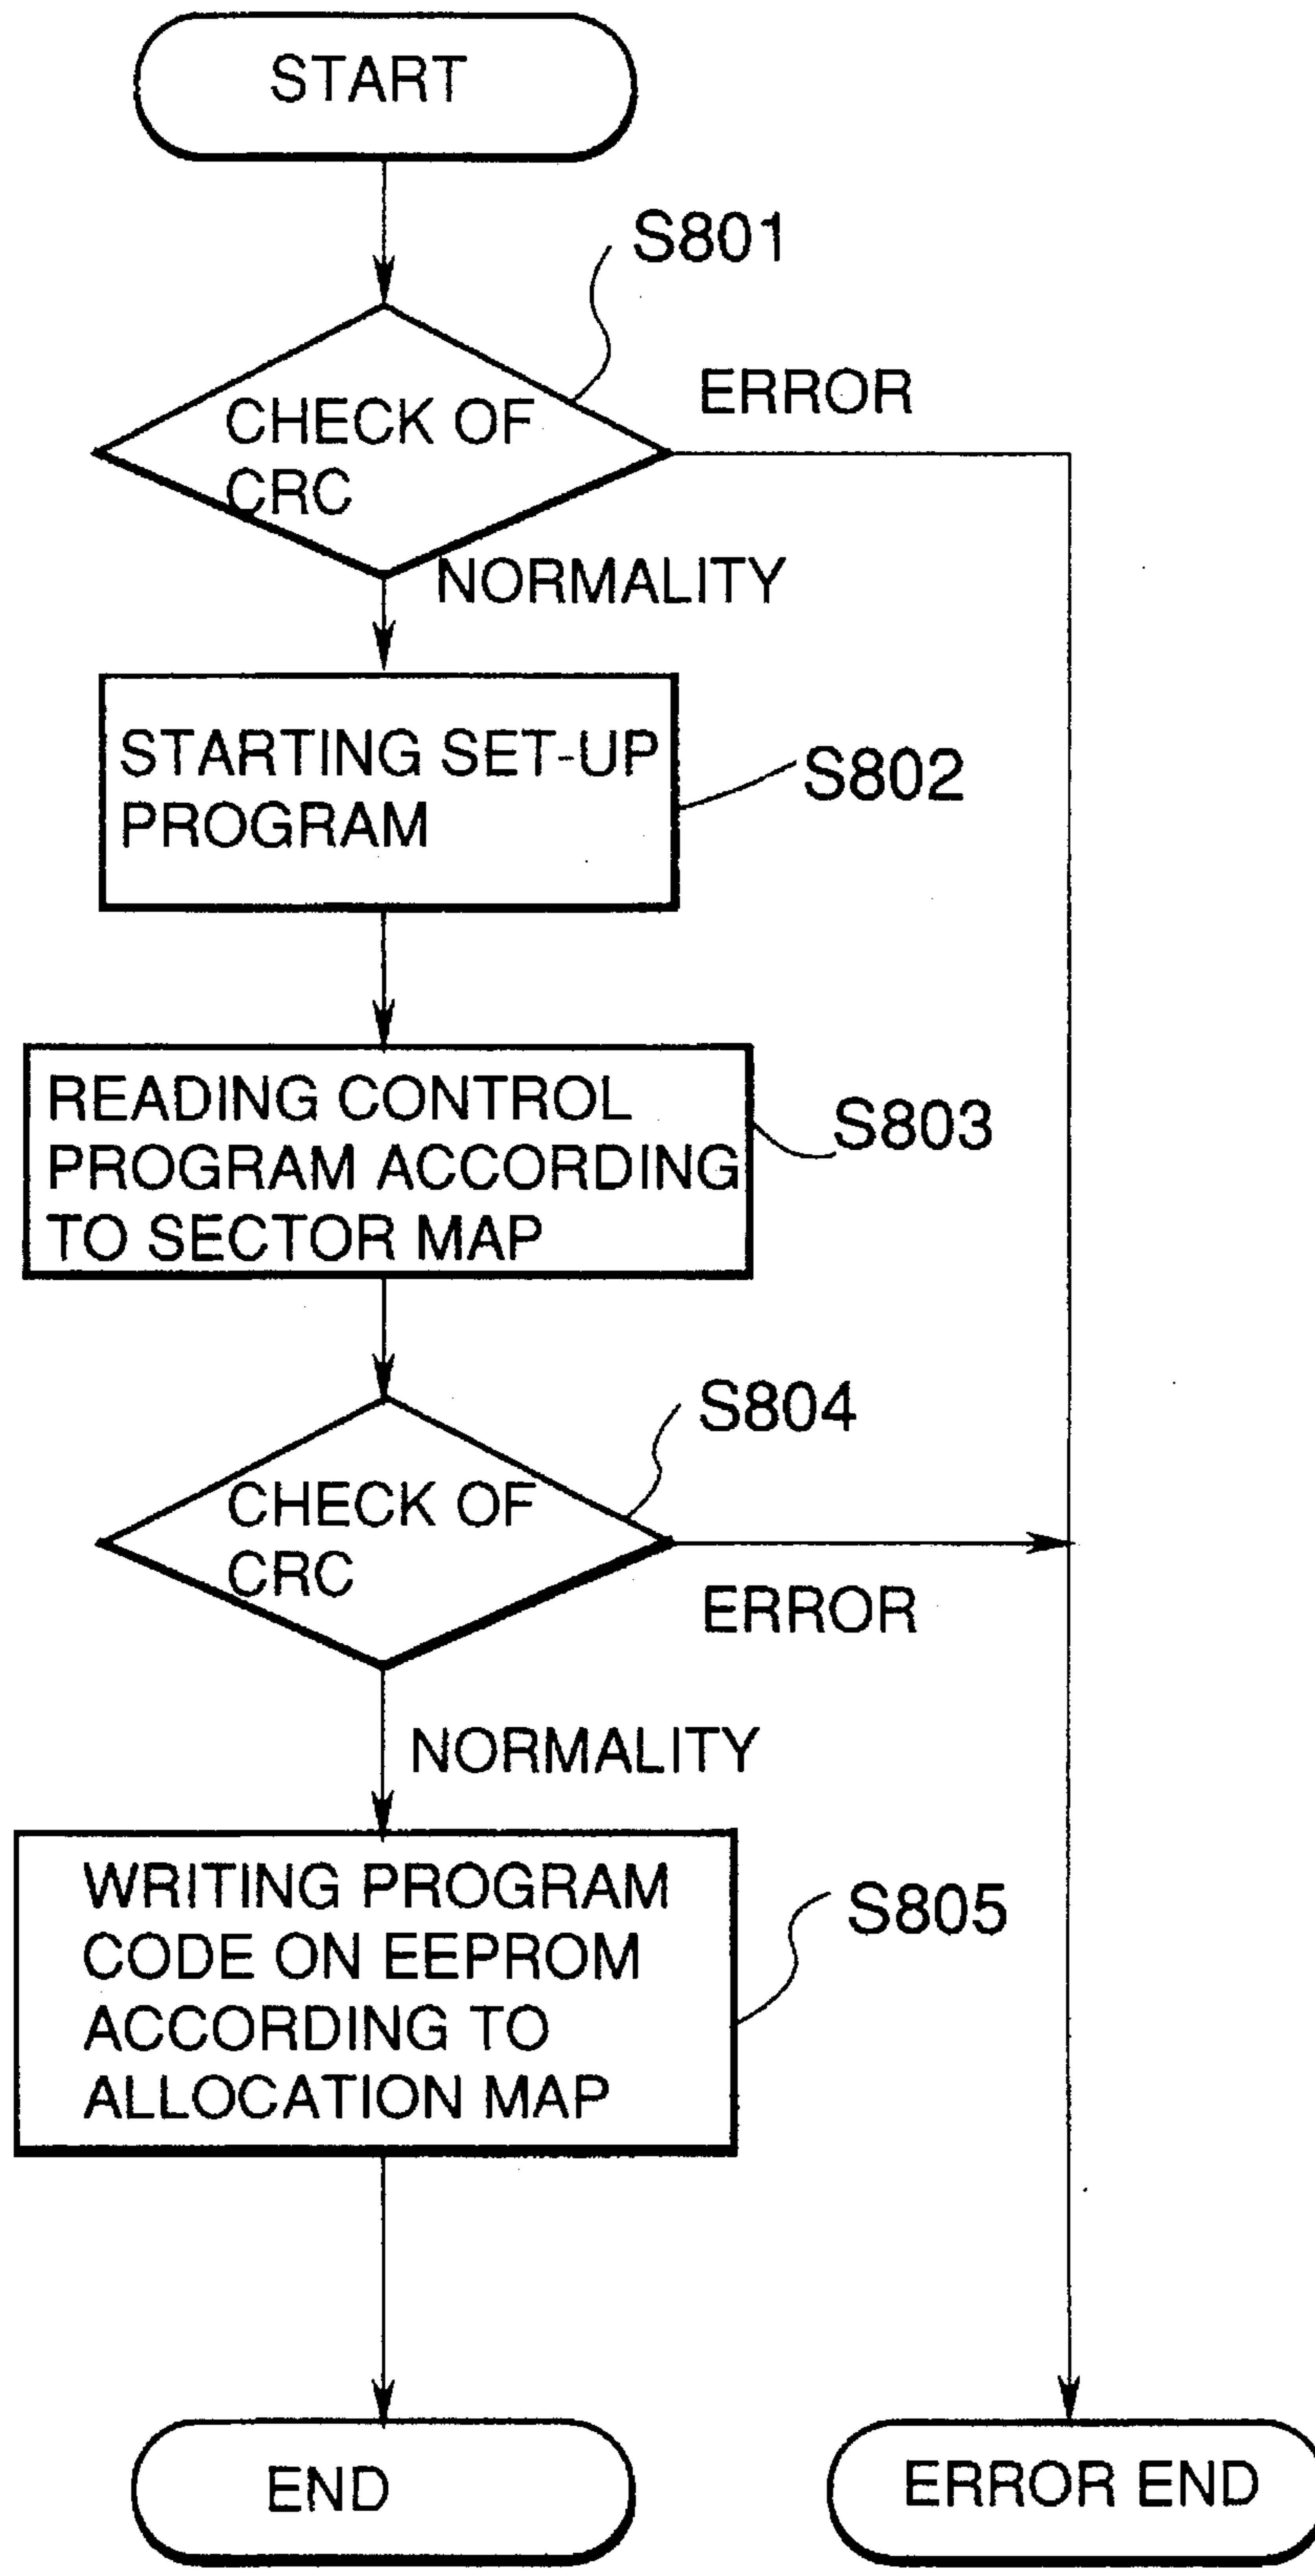 START
S801
ERROR
CHECK OF
CRC
NORMALITY
STARTING SET-UP
PROGRAM
S802
READING CONTROL
PROGRAM ACCORDING
TO SECTOR MAP
S803
S804
CHECK OF
CRC
ERROR
NORMALITY
WRITING PROGRAM
CODE ON EEPROM
ACCORDING TO
ALLOCATION MAP
S805
END
ERROR END